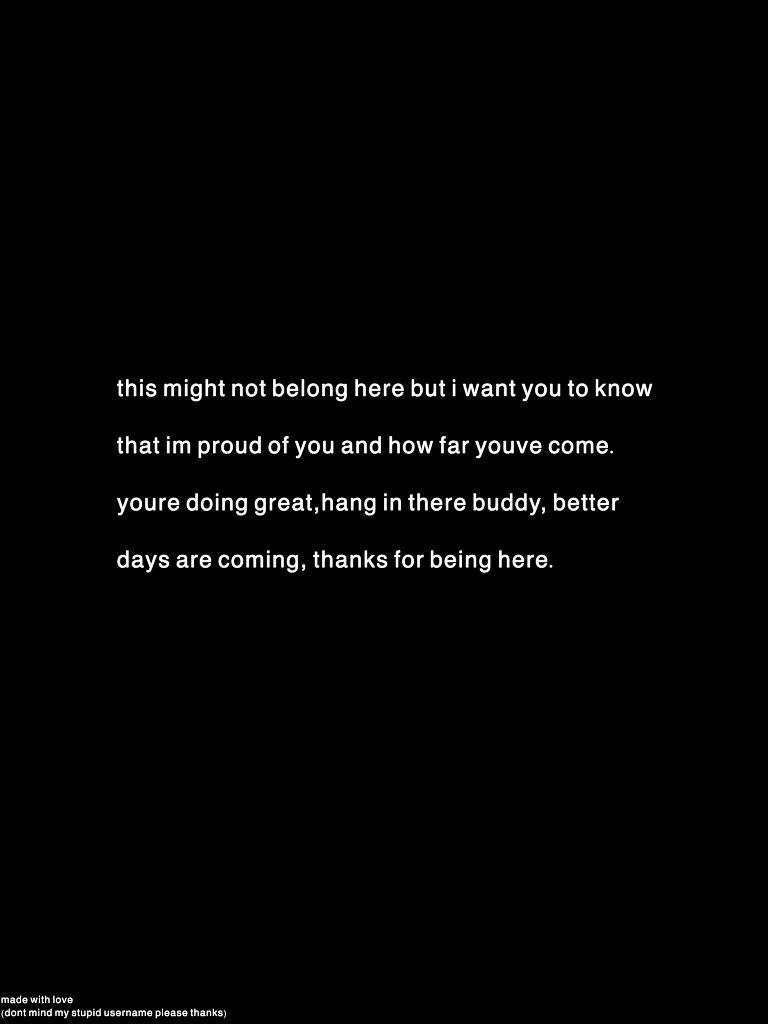 this might not belong here but i want you to know
that im proud of you and how far youve come.
youre doing great,hang in there buddy, better
days are coming, thanks for being here.
made with love
(dont mind my stupid username please thanks)